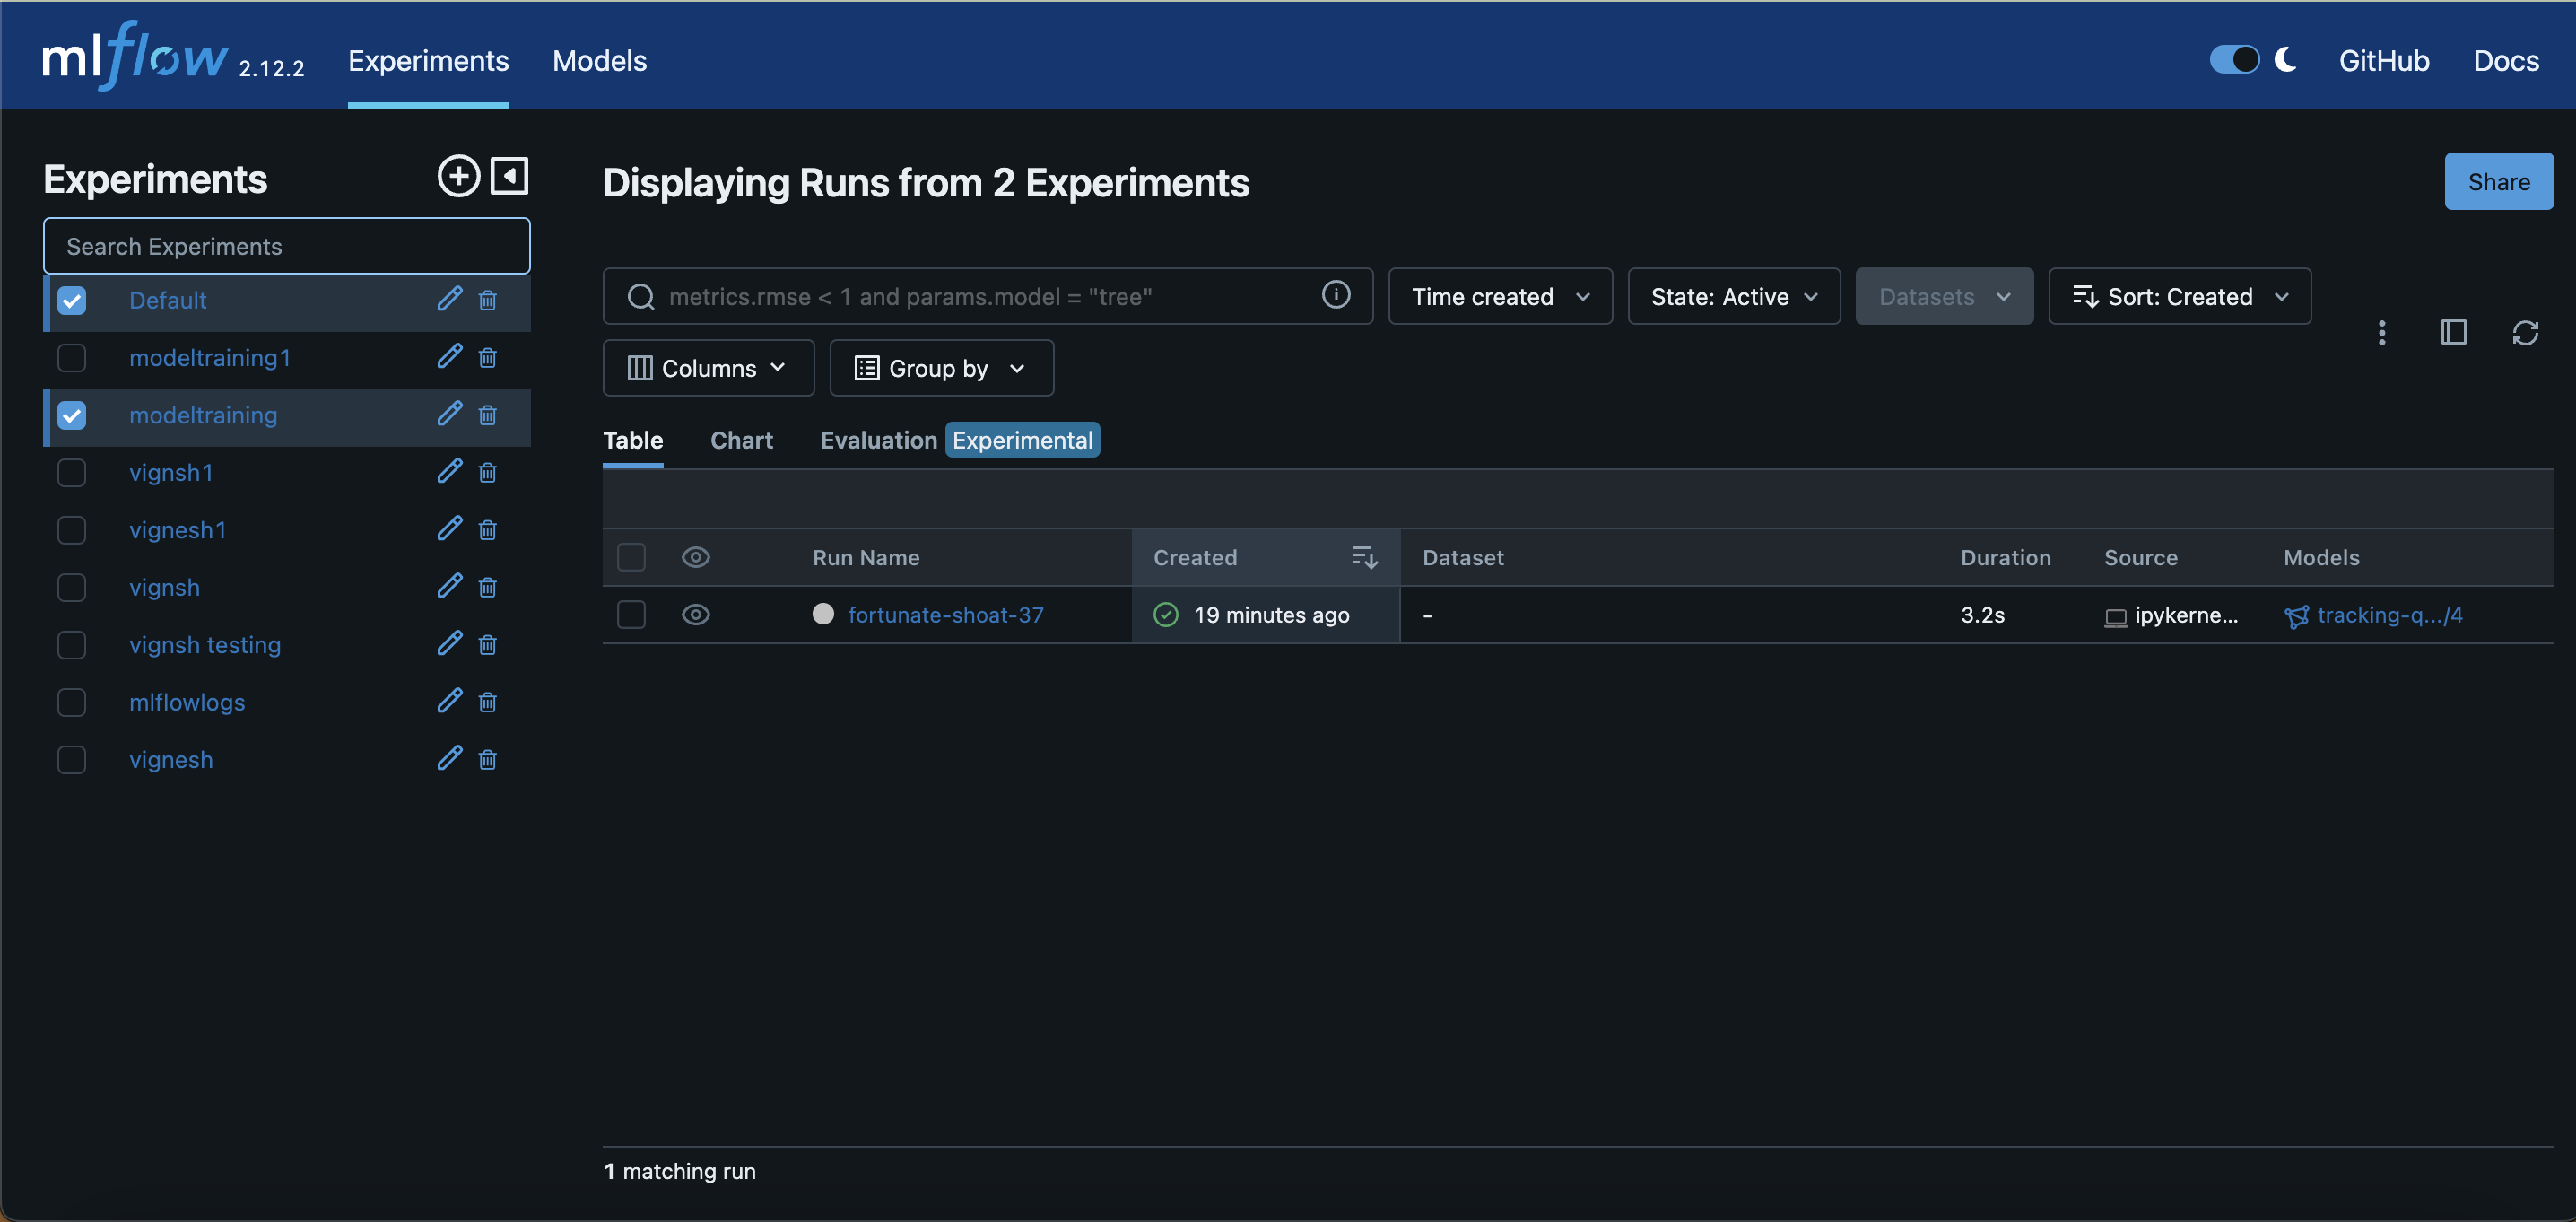 mlflow 2.12.2 Experiments Models GitHub Docs
Experiments
Search Experiments
Default
modeltraining1
modeltraining
vignsh1
vignesh1
vignsh
vignsh testing
mlflowlogs
vignesh
Displaying Runs from 2 Experiments
Share
metrics.rmse < 1 and params.model = "tree" Time created State: Active Datasets Sort: Created
Columns Group by
Table Chart Evaluation Experimental
Run Name Created Dataset Duration Source Models
fortunate-shoat-37 19 minutes ago - 3.2s ipykerne... tracking-q.../4
1 matching run